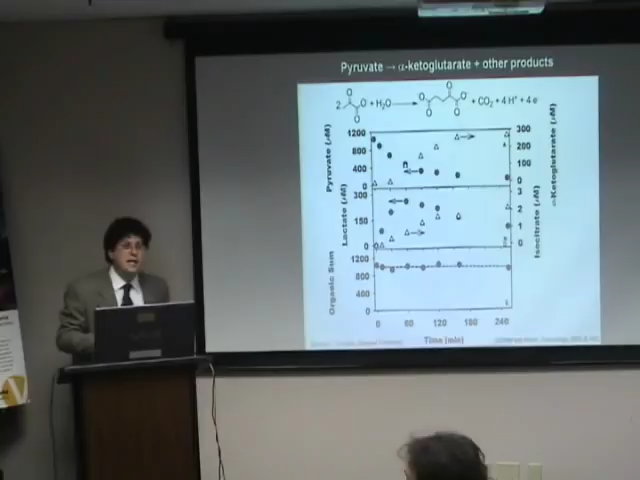 Pyruvate → α-ketoglutarate + other products
2 + H₂O → + CO₂ + 4 H⁺ + 4 e
Pyruvate (µM)
1200
800
400
0
300
200
100
0
α-Ketoglutarate (µM)
Lactate (µM)
300
150
0
3
2
1
0
Isocitrate (µM)
Organic Sum
1200
800
400
0
0 60 120 180 240
Time (min)